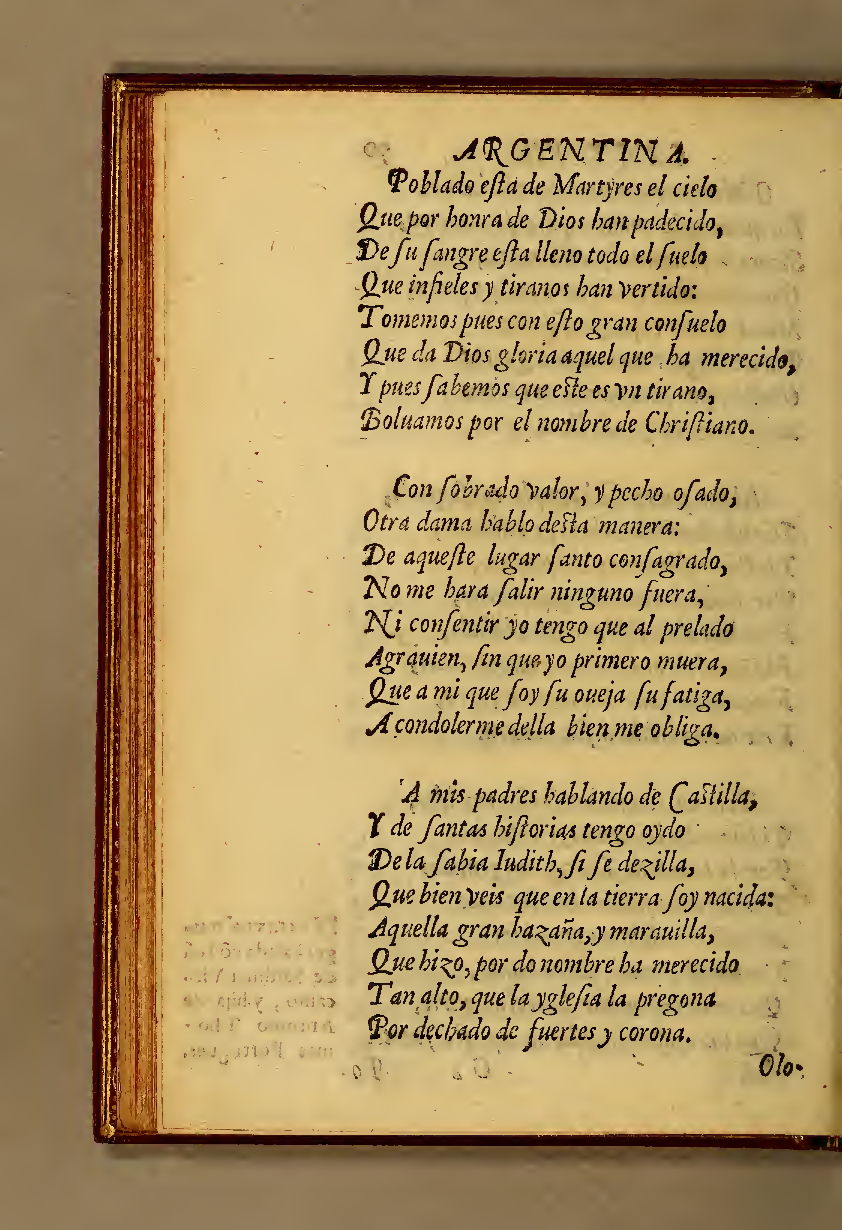 ARGENTINA.
Poblado eſta de Martyres el cielo
Que por honra de Dios han padecido,
De ſu ſangre eſta lleno todo el ſuelo
Que infieles y tiranos han vertido:
Tomemos pues con eſto gran conſuelo
Que da Dios gloria aquel que ha merecido,
Y pues ſabemos que eſte es vn tirano,
Boluamos por el nombre de Chriſtiano.
Con ſobrado valor, y pecho oſado,
Otra dama hablo deſta manera:
De aqueſte lugar ſanto conſagrado,
No me hara ſalir ninguno fuera,
Ni conſentir yo tengo que al prelado
Agrauien, ſin que yo primero muera,
Que a mi que ſoy ſu oueja ſu fatiga,
A condolerme della bien me obliga.
A mis padres hablando de Caſtilla,
Y de ſantas hiſtorias tengo oydo
De la ſabia Iudith, ſi ſe dezilla,
Que bien veis que en la tierra ſoy nacida:
Aquella gran hazaña, y marauilla,
Que hizo, por do nombre ha merecido
Tan alto, que la ygleſia la pregona
Por dechado de fuertes y corona.
Olo-